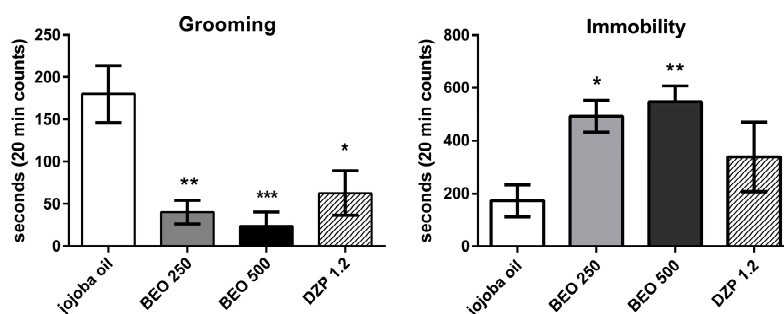 Grooming
seconds (20 min counts)
250
200
150
100
50
0
**
***
*
jojoba oil
BEO 250
BEO 500
DZP 1.2
Immobility
seconds (20 min counts)
800
600
400
200
0
*
**
jojoba oil
BEO 250
BEO 500
DZP 1.2